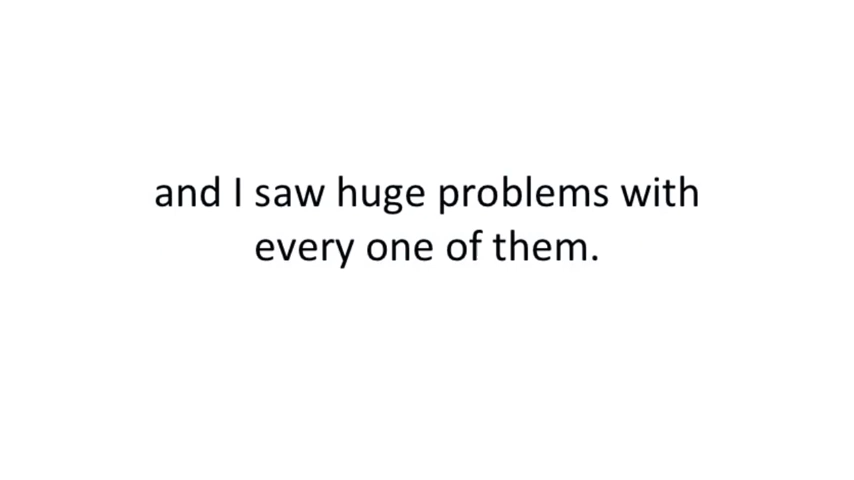 and I saw huge problems with
every one of them.